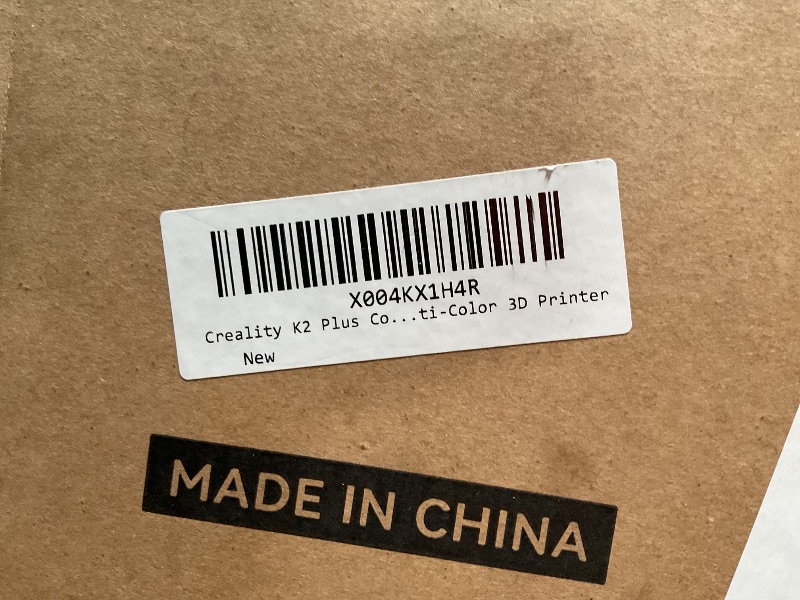 X004KX1H4R
Creality K2 Plus Co...ti-Color 3D Printer
New
MADE IN CHINA